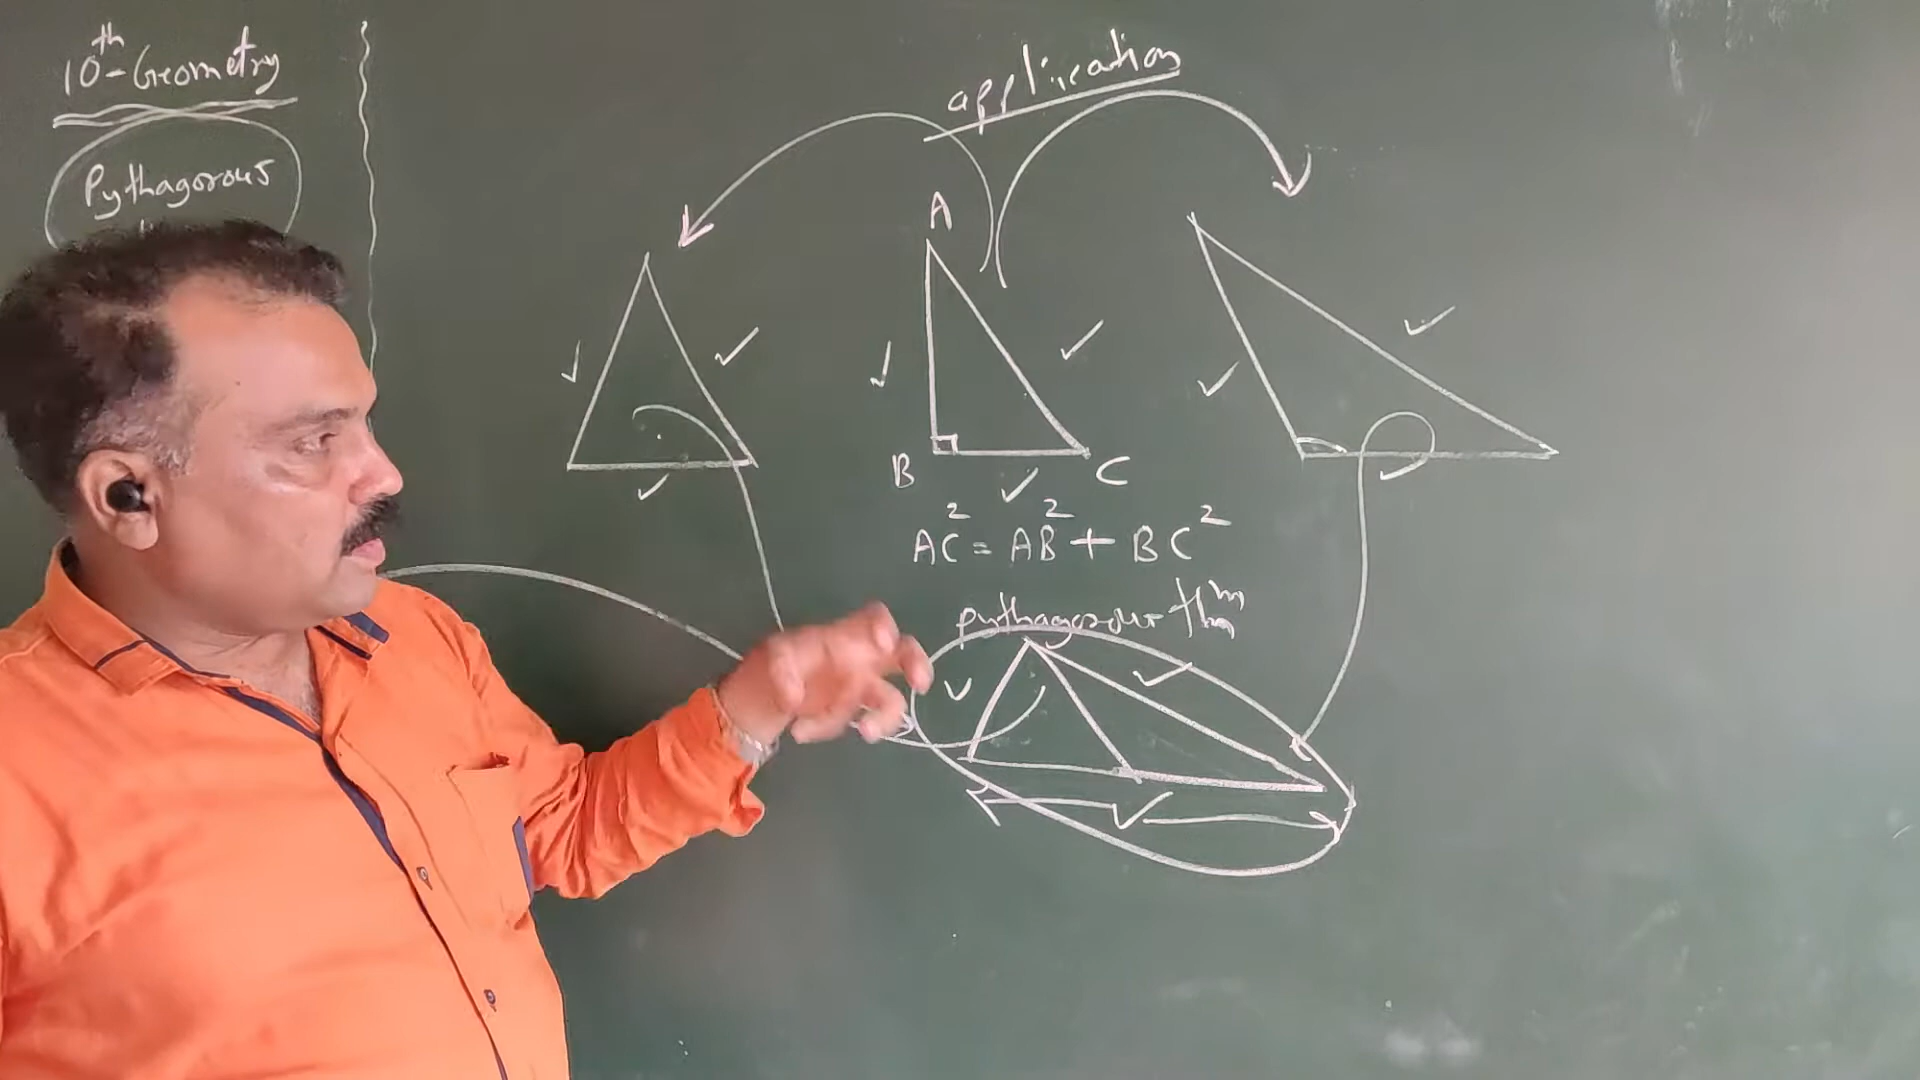 10th - Geometry
Pythagorous
application
A
B
C
AC² = AB² + BC²
pythagorous thm